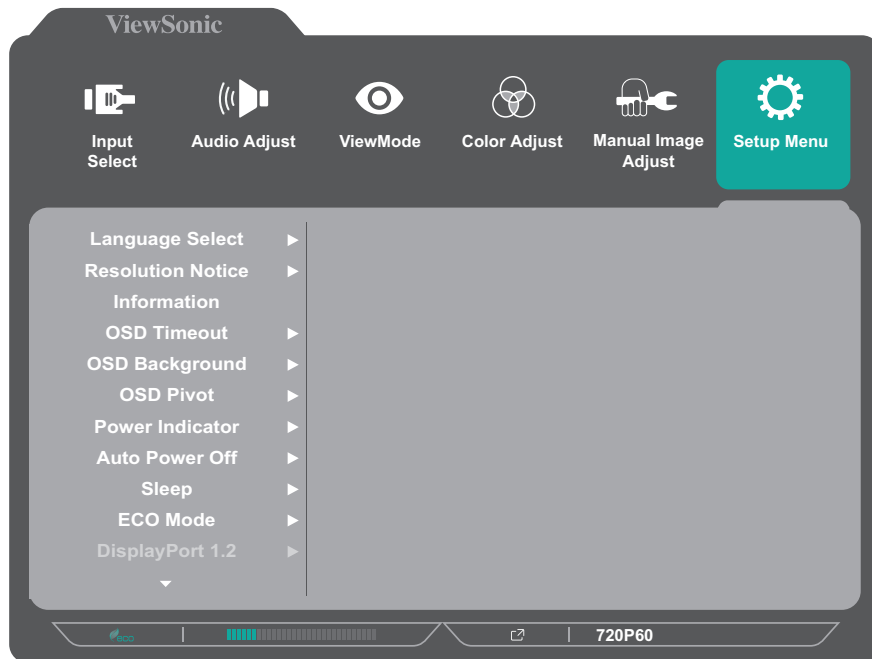 ViewSonic
Input
Select
Audio Adjust
ViewMode
Color Adjust
Manual Image
Adjust
Setup Menu
Language Select
Resolution Notice
Information
OSD Timeout
OSD Background
OSD Pivot
Power Indicator
Auto Power Off
Sleep
ECO Mode
DisplayPort 1.2
eco
720P60